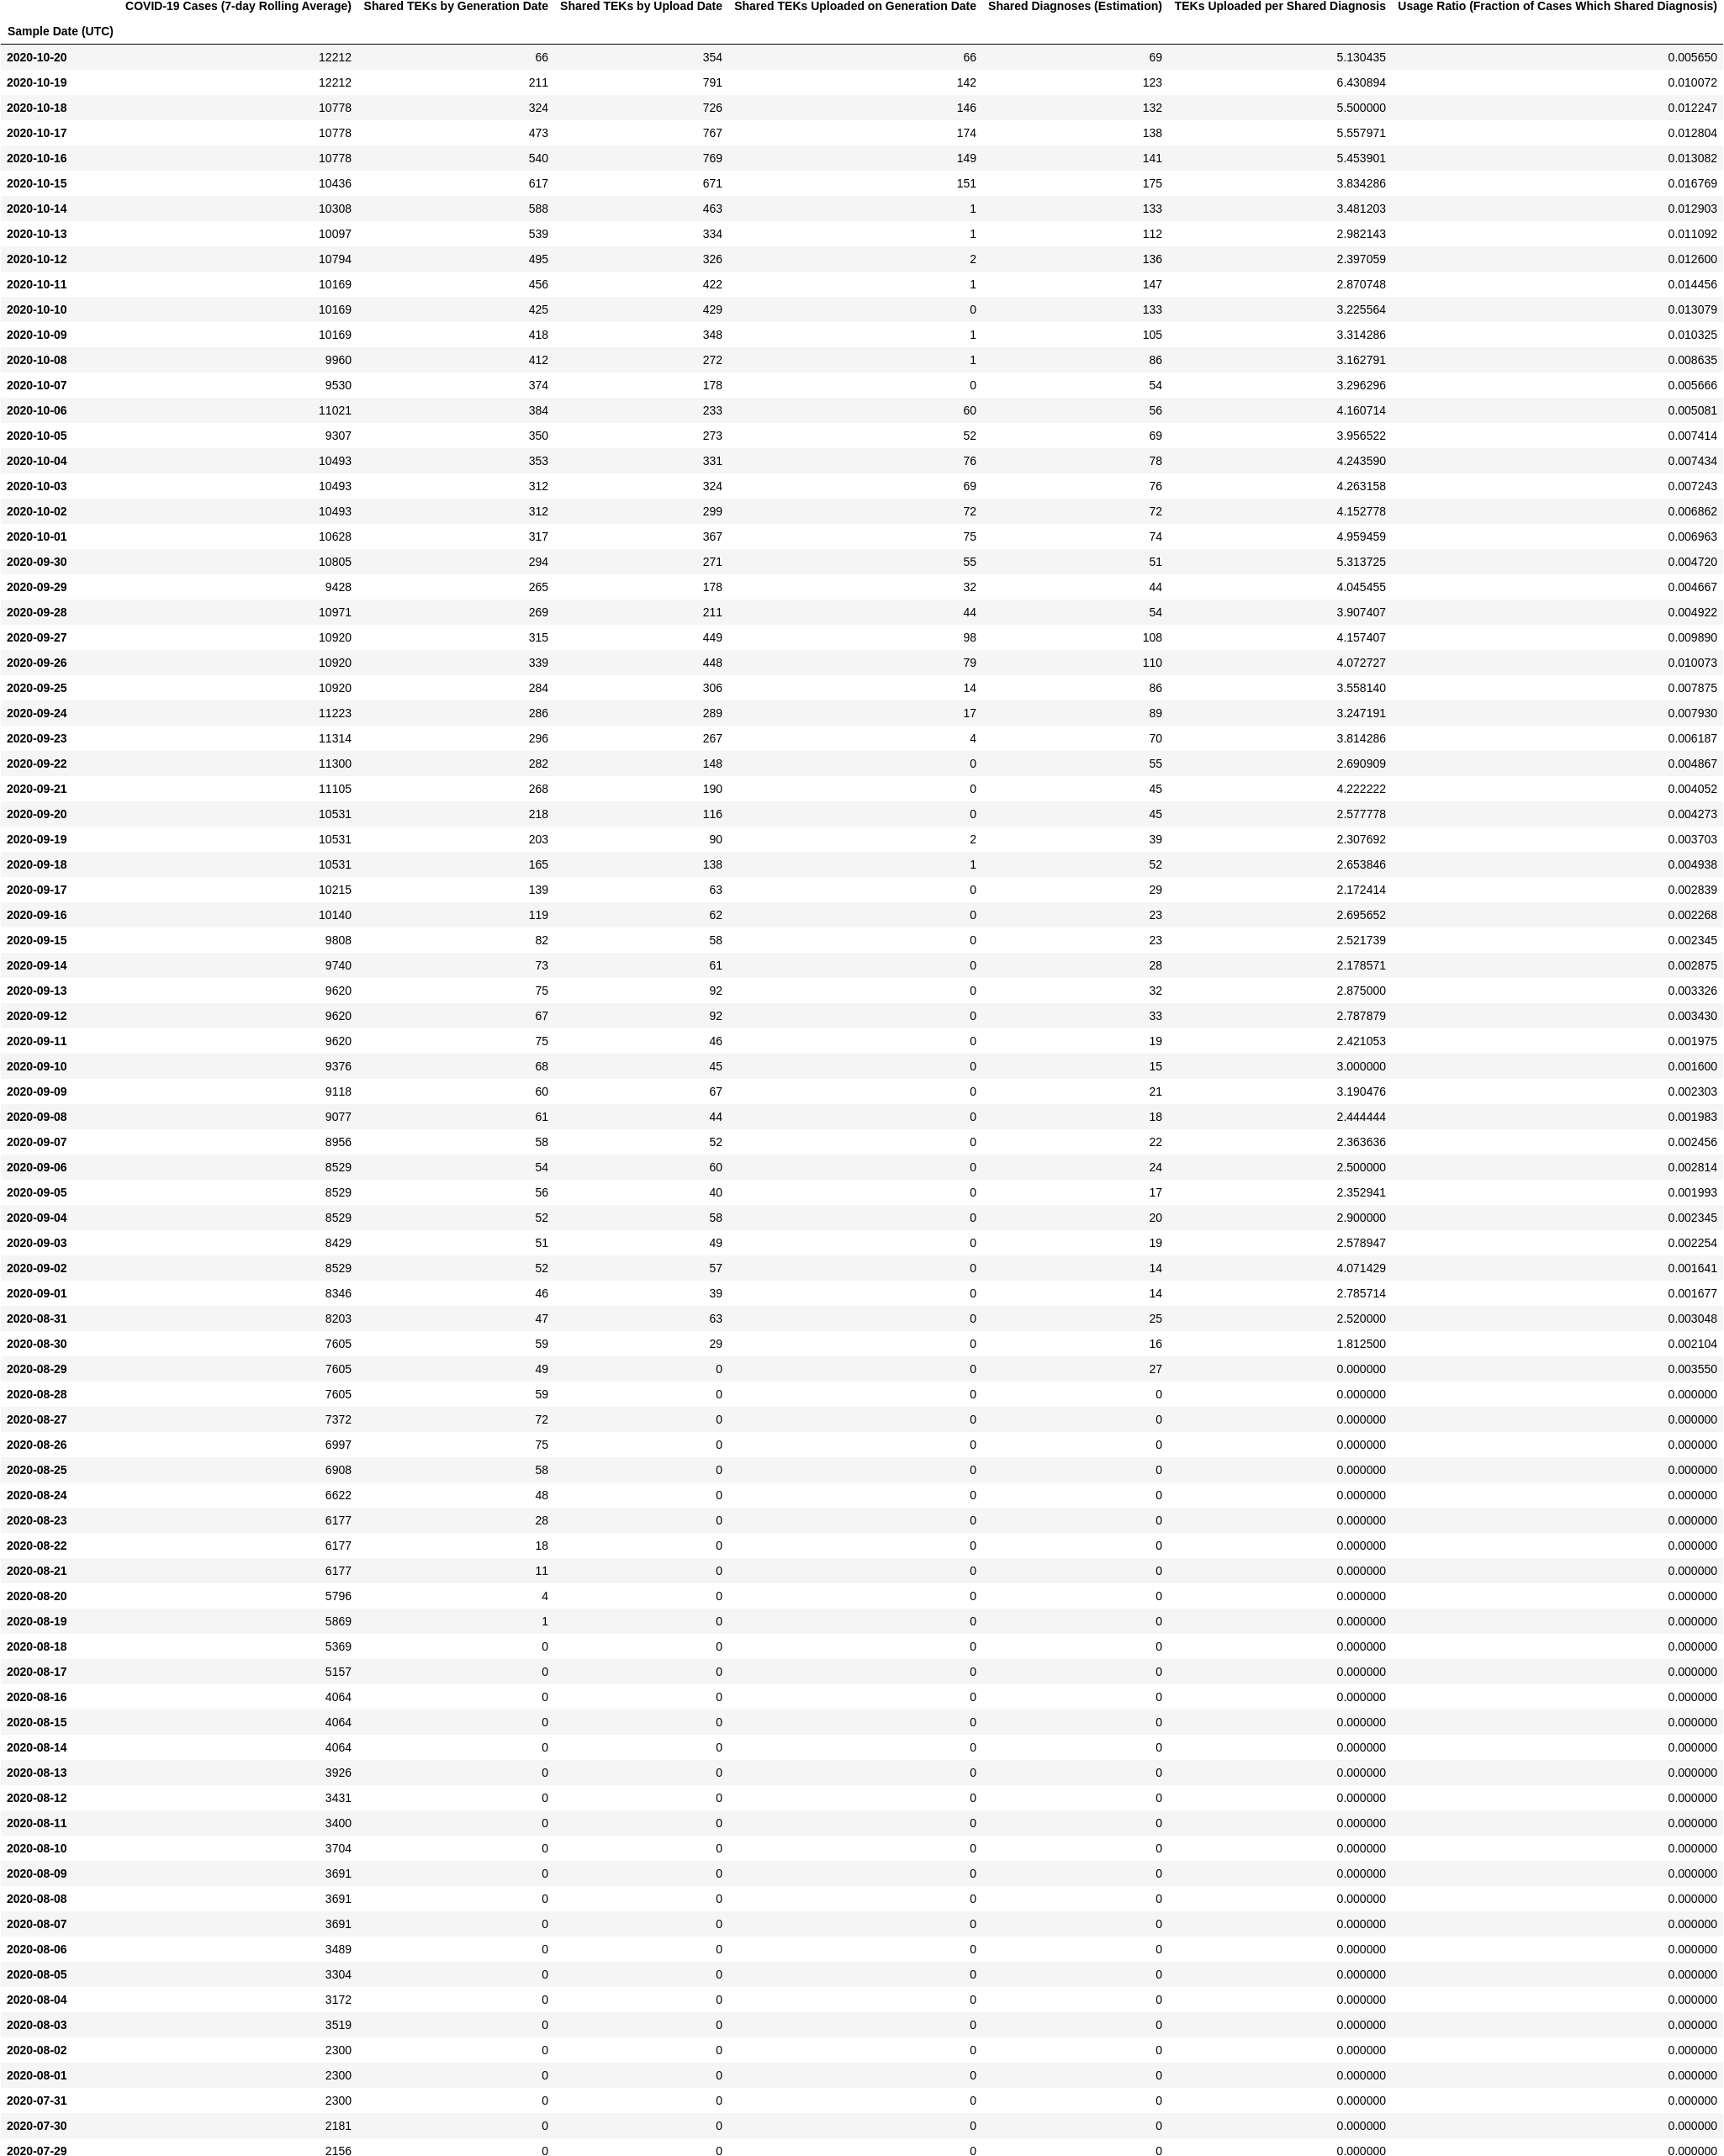 COVID-19 Cases (7-day Rolling Average) Shared TEKs by Generation Date Shared TEKs by Upload Date Shared TEKs Uploaded on Generation Date Shared Diagnoses (Estimation) TEKs Uploaded per Shared Diagnosis Usage Ratio (Fraction of Cases Which Shared Diagnosis)
Sample Date (UTC)
2020-10-20 12212 66 354 66 69 5.130435 0.005650
2020-10-19 12212 211 791 142 123 6.430894 0.010072
2020-10-18 10778 324 726 146 132 5.500000 0.012247
2020-10-17 10778 473 767 174 138 5.557971 0.012804
2020-10-16 10778 540 769 149 141 5.453901 0.013082
2020-10-15 10436 617 671 151 175 3.834286 0.016769
2020-10-14 10308 588 463 1 133 3.481203 0.012903
2020-10-13 10097 539 334 1 112 2.982143 0.011092
2020-10-12 10794 495 326 2 136 2.397059 0.012600
2020-10-11 10169 456 422 1 147 2.870748 0.014456
2020-10-10 10169 425 429 0 133 3.225564 0.013079
2020-10-09 10169 418 348 1 105 3.314286 0.010325
2020-10-08 9960 412 272 1 86 3.162791 0.008635
2020-10-07 9530 374 178 0 54 3.296296 0.005666
2020-10-06 11021 384 233 60 56 4.160714 0.005081
2020-10-05 9307 350 273 52 69 3.956522 0.007414
2020-10-04 10493 353 331 76 78 4.243590 0.007434
2020-10-03 10493 312 324 69 76 4.263158 0.007243
2020-10-02 10493 312 299 72 72 4.152778 0.006862
2020-10-01 10628 317 367 75 74 4.959459 0.006963
2020-09-30 10805 294 271 55 51 5.313725 0.004720
2020-09-29 9428 265 178 32 44 4.045455 0.004667
2020-09-28 10971 269 211 44 54 3.907407 0.004922
2020-09-27 10920 315 449 98 108 4.157407 0.009890
2020-09-26 10920 339 448 79 110 4.072727 0.010073
2020-09-25 10920 284 306 14 86 3.558140 0.007875
2020-09-24 11223 286 289 17 89 3.247191 0.007930
2020-09-23 11314 296 267 4 70 3.814286 0.006187
2020-09-22 11300 282 148 0 55 2.690909 0.004867
2020-09-21 11105 268 190 0 45 4.222222 0.004052
2020-09-20 10531 218 116 0 45 2.577778 0.004273
2020-09-19 10531 203 90 2 39 2.307692 0.003703
2020-09-18 10531 165 138 1 52 2.653846 0.004938
2020-09-17 10215 139 63 0 29 2.172414 0.002839
2020-09-16 10140 119 62 0 23 2.695652 0.002268
2020-09-15 9808 82 58 0 23 2.521739 0.002345
2020-09-14 9740 73 61 0 28 2.178571 0.002875
2020-09-13 9620 75 92 0 32 2.875000 0.003326
2020-09-12 9620 67 92 0 33 2.787879 0.003430
2020-09-11 9620 75 46 0 19 2.421053 0.001975
2020-09-10 9376 68 45 0 15 3.000000 0.001600
2020-09-09 9118 60 67 0 21 3.190476 0.002303
2020-09-08 9077 61 44 0 18 2.444444 0.001983
2020-09-07 8956 58 52 0 22 2.363636 0.002456
2020-09-06 8529 54 60 0 24 2.500000 0.002814
2020-09-05 8529 56 40 0 17 2.352941 0.001993
2020-09-04 8529 52 58 0 20 2.900000 0.002345
2020-09-03 8429 51 49 0 19 2.578947 0.002254
2020-09-02 8529 52 57 0 14 4.071429 0.001641
2020-09-01 8346 46 39 0 14 2.785714 0.001677
2020-08-31 8203 47 63 0 25 2.520000 0.003048
2020-08-30 7605 59 29 0 16 1.812500 0.002104
2020-08-29 7605 49 0 0 27 0.000000 0.003550
2020-08-28 7605 59 0 0 0 0.000000 0.000000
2020-08-27 7372 72 0 0 0 0.000000 0.000000
2020-08-26 6997 75 0 0 0 0.000000 0.000000
2020-08-25 6908 58 0 0 0 0.000000 0.000000
2020-08-24 6622 48 0 0 0 0.000000 0.000000
2020-08-23 6177 28 0 0 0 0.000000 0.000000
2020-08-22 6177 18 0 0 0 0.000000 0.000000
2020-08-21 6177 11 0 0 0 0.000000 0.000000
2020-08-20 5796 4 0 0 0 0.000000 0.000000
2020-08-19 5869 1 0 0 0 0.000000 0.000000
2020-08-18 5369 0 0 0 0 0.000000 0.000000
2020-08-17 5157 0 0 0 0 0.000000 0.000000
2020-08-16 4064 0 0 0 0 0.000000 0.000000
2020-08-15 4064 0 0 0 0 0.000000 0.000000
2020-08-14 4064 0 0 0 0 0.000000 0.000000
2020-08-13 3926 0 0 0 0 0.000000 0.000000
2020-08-12 3431 0 0 0 0 0.000000 0.000000
2020-08-11 3400 0 0 0 0 0.000000 0.000000
2020-08-10 3704 0 0 0 0 0.000000 0.000000
2020-08-09 3691 0 0 0 0 0.000000 0.000000
2020-08-08 3691 0 0 0 0 0.000000 0.000000
2020-08-07 3691 0 0 0 0 0.000000 0.000000
2020-08-06 3489 0 0 0 0 0.000000 0.000000
2020-08-05 3304 0 0 0 0 0.000000 0.000000
2020-08-04 3172 0 0 0 0 0.000000 0.000000
2020-08-03 3519 0 0 0 0 0.000000 0.000000
2020-08-02 2300 0 0 0 0 0.000000 0.000000
2020-08-01 2300 0 0 0 0 0.000000 0.000000
2020-07-31 2300 0 0 0 0 0.000000 0.000000
2020-07-30 2181 0 0 0 0 0.000000 0.000000
2020-07-29 2156 0 0 0 0 0.000000 0.000000